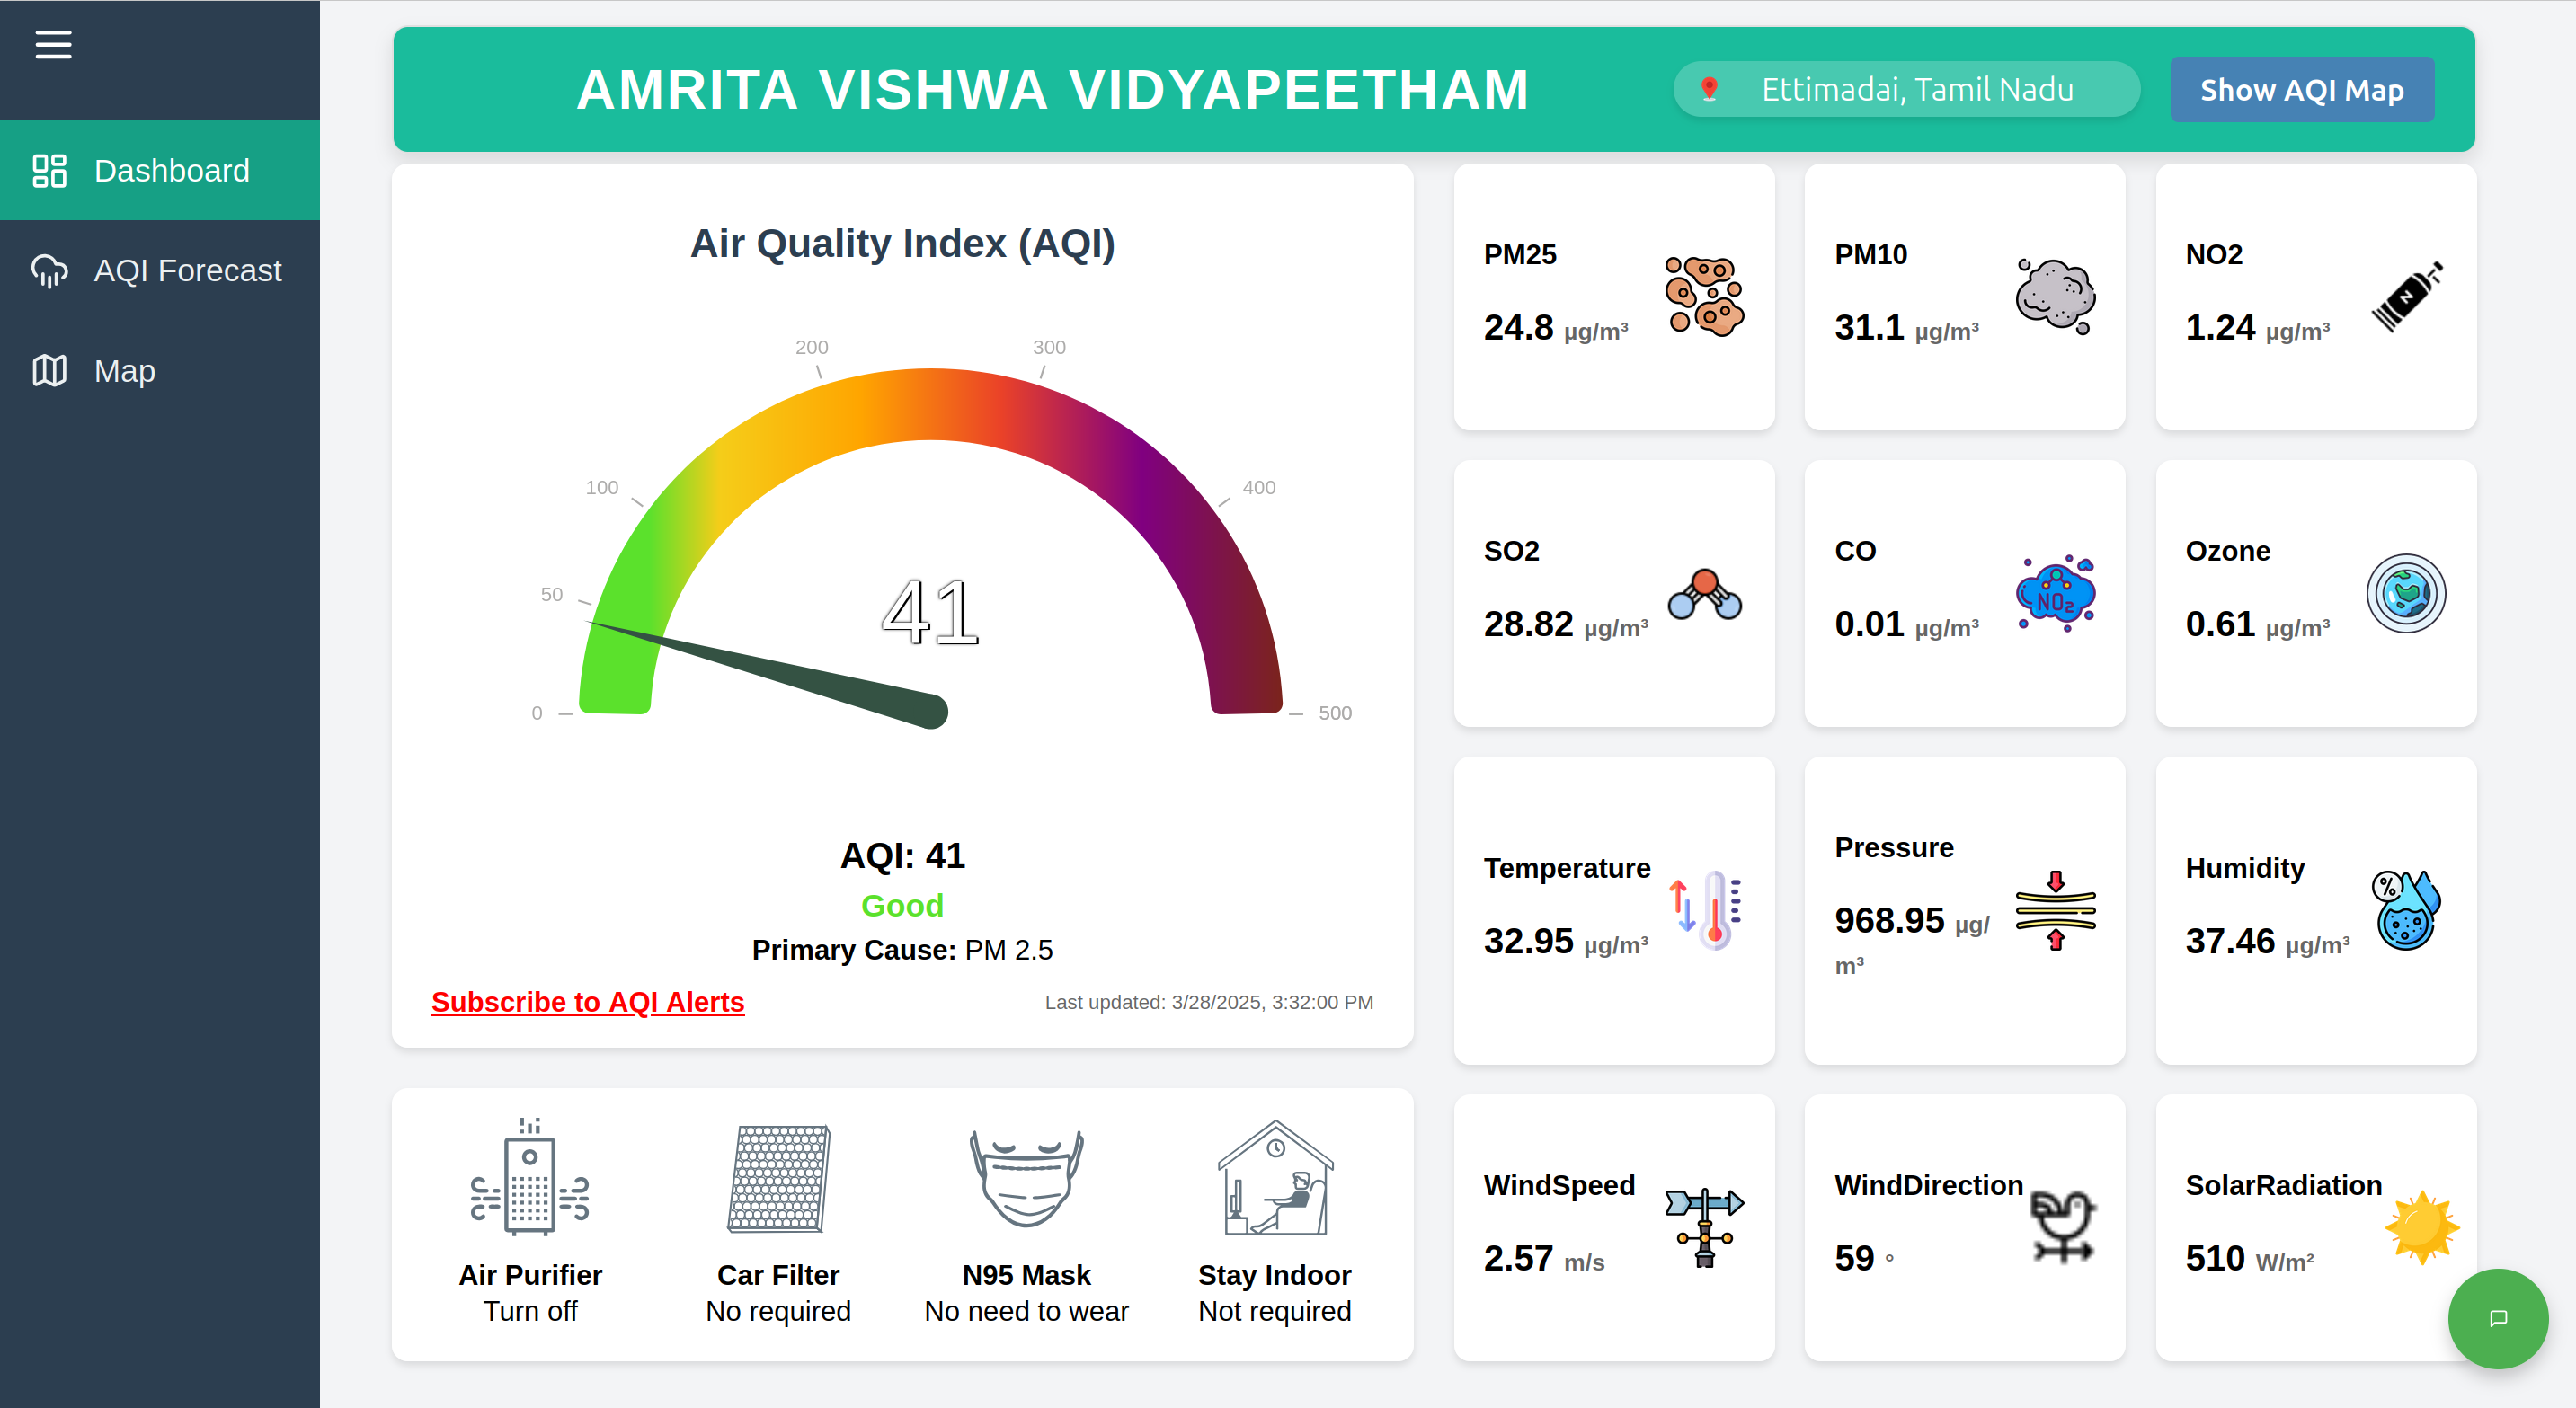 AMRITA VISHWA VIDYAPEETHAM
Ettimadai, Tamil Nadu
Show AQI Map
Dashboard
AQI Forecast
Map
Air Quality Index (AQI)
0
50
100
200
300
400
500
41
AQI: 41
Good
Primary Cause: PM 2.5
Subscribe to AQI Alerts
Last updated: 3/28/2025, 3:32:00 PM
Air Purifier
Turn off
Car Filter
No required
N95 Mask
No need to wear
Stay Indoor
Not required
PM25
24.8 µg/m³
PM10
31.1 µg/m³
NO2
1.24 µg/m³
N
SO2
28.82 µg/m³
CO
0.01 µg/m³
NO₂
Ozone
0.61 µg/m³
Temperature
32.95 µg/m³
Pressure
968.95 µg/
m³
Humidity
37.46 µg/m³
%
WindSpeed
2.57 m/s
WindDirection
59 °
SolarRadiation
510 W/m²